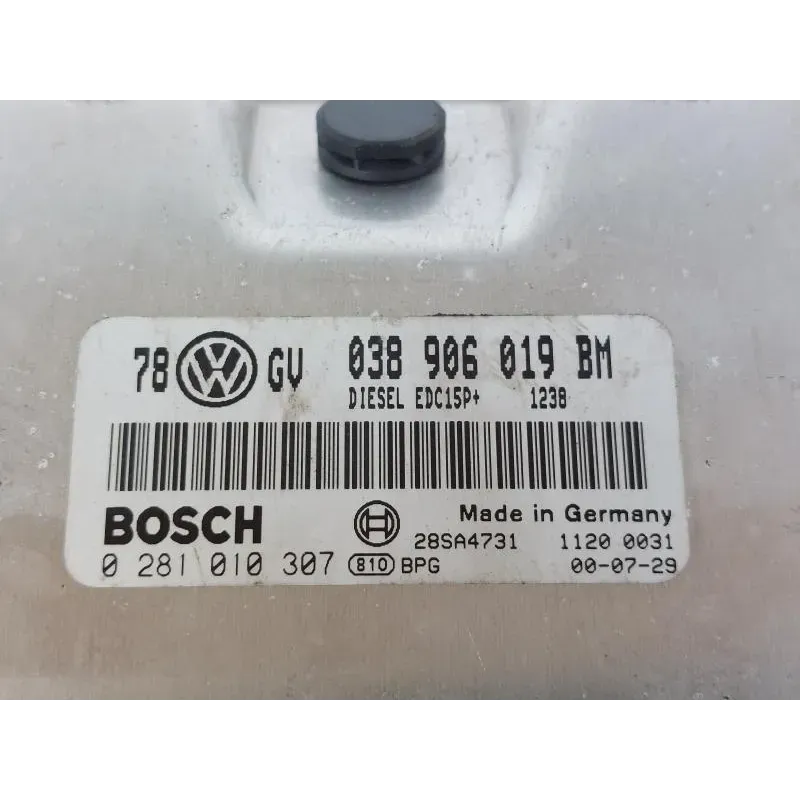 78 VW GV 038 906 019 BM
DIESEL EDC15P+ 1238
BOSCH Made in Germany
28SA4731 1120 0031
0 281 010 307 810 BPG 00-07-29